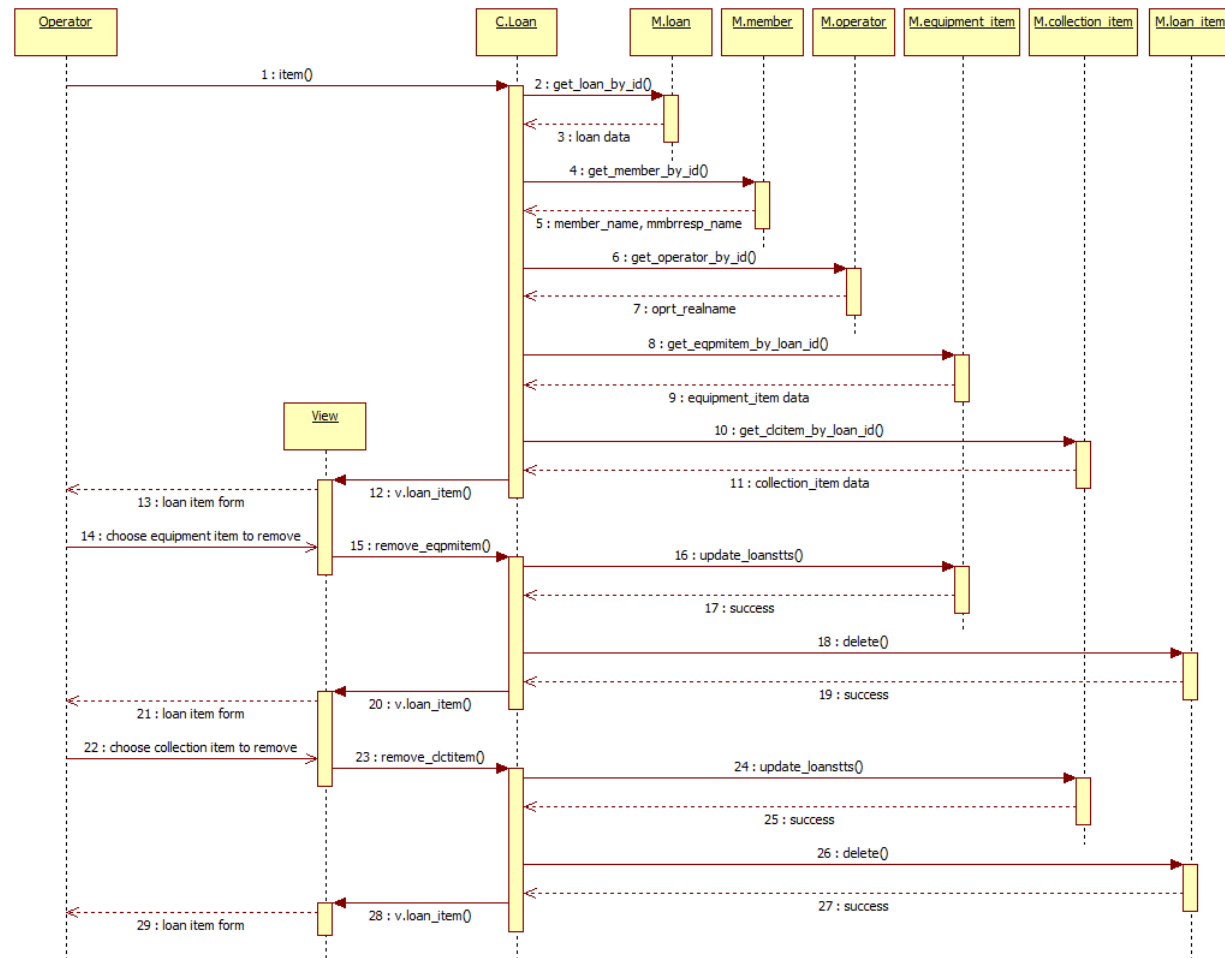 Operator
C.Loan
M.loan
M.member
M.operator
M.equipment_item
M.collection_item
M.loan_item
1 : item()
2 : get_loan_by_id()
3 : loan data
4 : get_member_by_id()
5 : member_name, mmbrresp_name
6 : get_operator_by_id()
7 : oprt_realname
8 : get_eqpmitem_by_loan_id()
9 : equipment_item data
View
10 : get_clcitem_by_loan_id()
11 : collection_item data
12 : v.loan_item()
13 : loan item form
14 : choose equipment item to remove
15 : remove_eqpmitem()
16 : update_loanstts()
17 : success
18 : delete()
19 : success
20 : v.loan_item()
21 : loan item form
22 : choose collection item to remove
23 : remove_clctitem()
24 : update_loanstts()
25 : success
26 : delete()
27 : success
28 : v.loan_item()
29 : loan item form